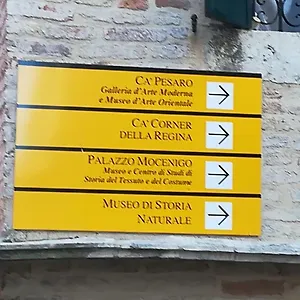 CA' PESARO
Galleria d'Arte Moderna
e Museo d'Arte Orientale
CA' CORNER
DELLA REGINA
PALAZZO MOCENIGO
Museo e Centro di Studi di
Storia del Tessuto e del Costume
MUSEO DI STORIA
NATURALE